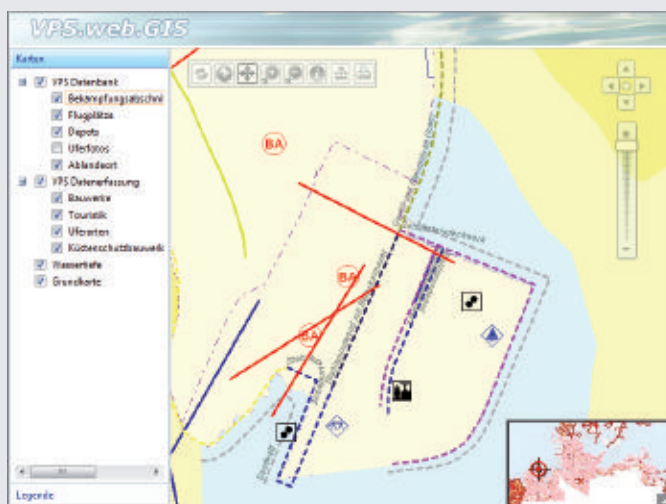 VPS.web.GIS
Karten
VPS Datenbank
Bekämpfungsabschni
Flugplätze
Depots
Uferfotos
Ablandeort
VPS Datenerfassung
Bauwerke
Touristik
Uferarten
Küstenschutzbauwerk
Wassertiefe
Grundkarte
Legende
BA
BA
BA